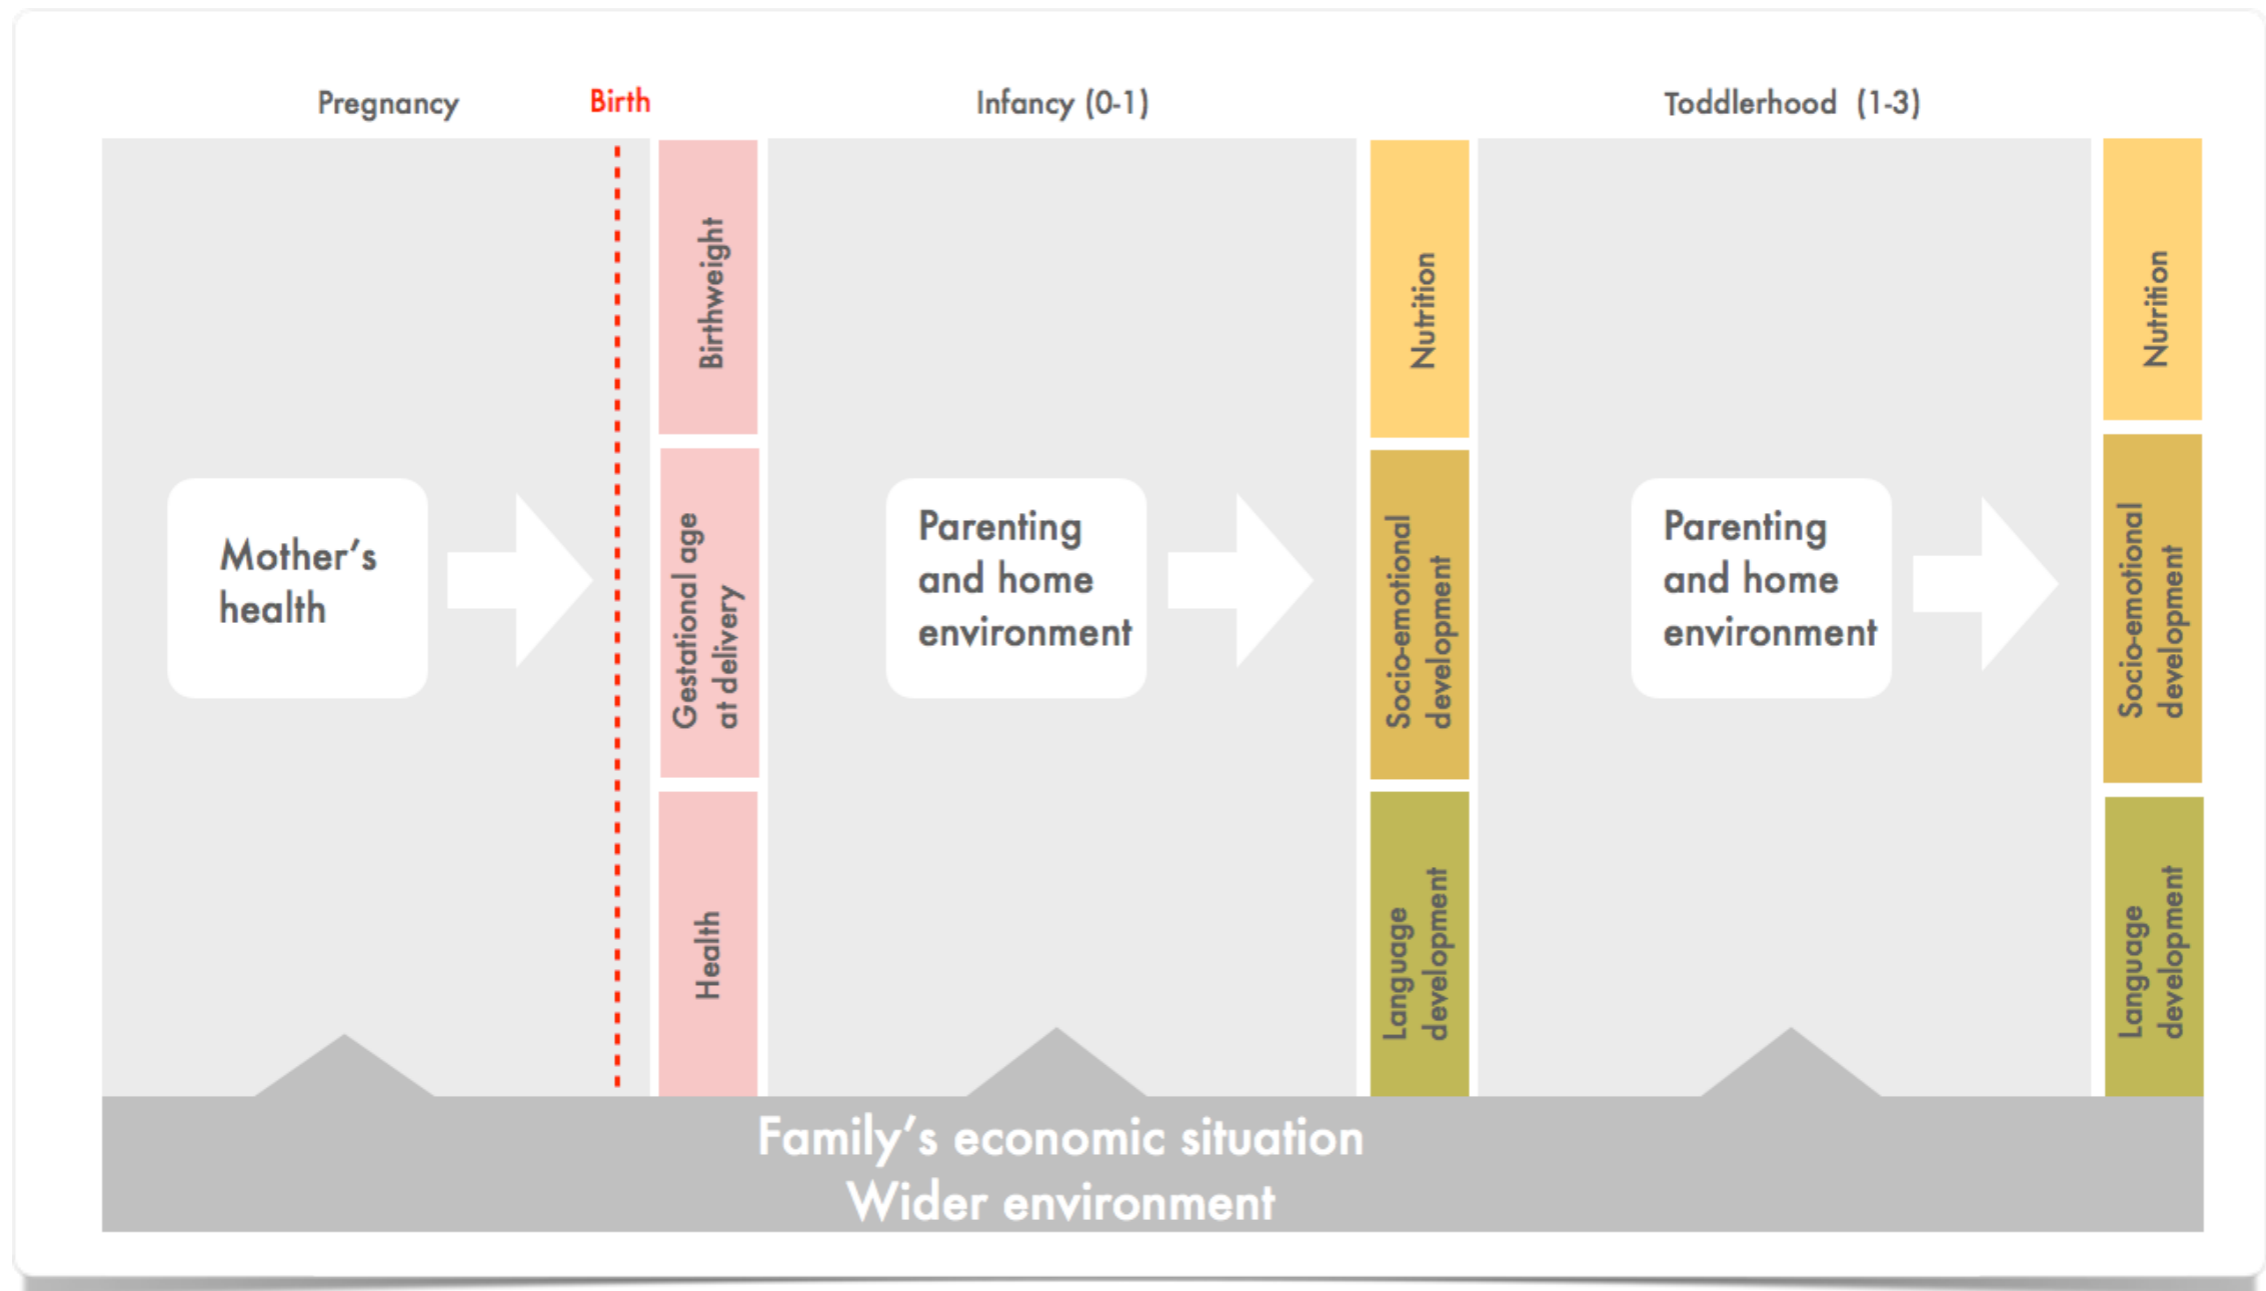 Pregnancy
Birth
Infancy (0-1)
Toddlerhood (1-3)
Mother's
health
Birthweight
Gestational age
at delivery
Health
Parenting
and home
environment
Nutrition
Socio-emotional
development
Language
development
Parenting
and home
environment
Nutrition
Socio-emotional
development
Language
development
Family's economic situation
Wider environment